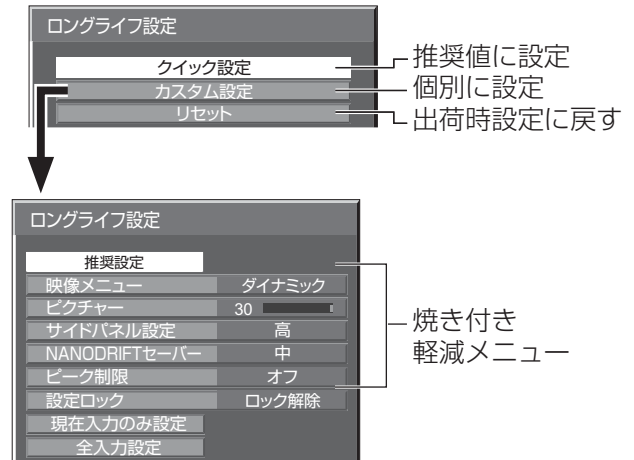 ロングライフ設定
クイック設定
カスタム設定
リセット
推奨値に設定
個別に設定
出荷時設定に戻す
ロングライフ設定
推奨設定
映像メニュー ダイナミック
ピクチャー 30
サイドパネル設定 高
NANODRIFTセーバー 中
ピーク制限 オフ
設定ロック ロック解除
現在入力のみ設定
全入力設定
焼き付き
軽減メニュー